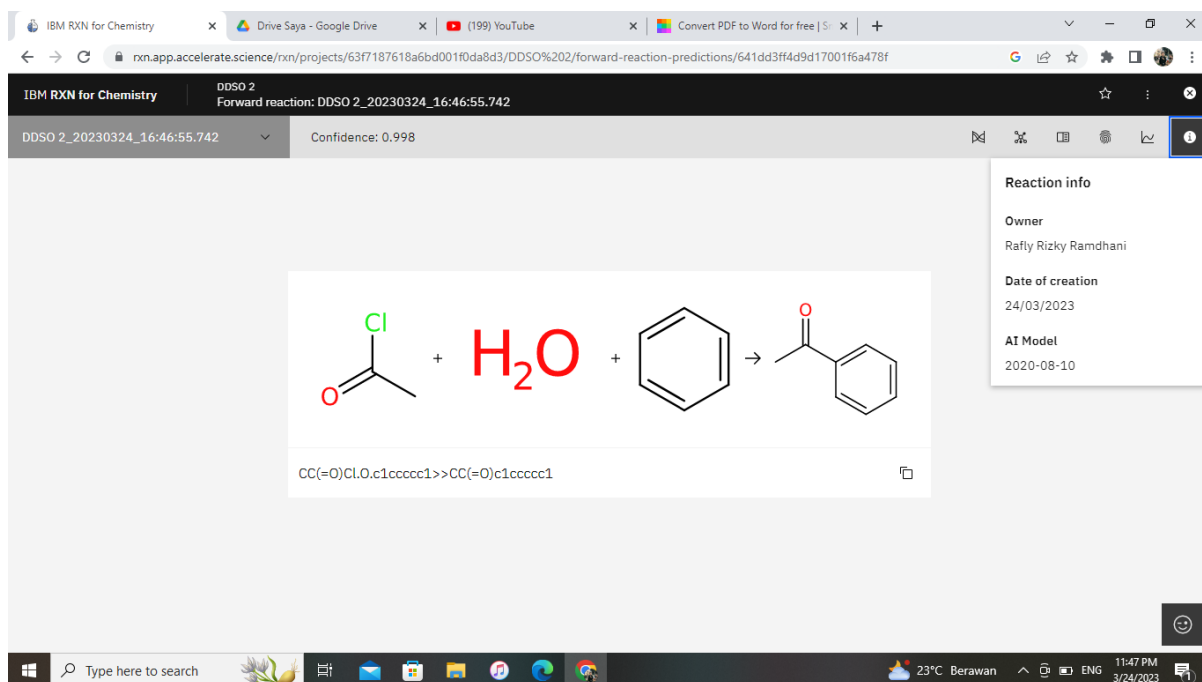 IBM RXN for Chemistry
Drive Saya - Google Drive
(199) YouTube
Convert PDF to Word for free | Sm
rxn.app.accelerate.science/rxn/projects/63f7187618a6bd001f0da8d3/DDSO%202/forward-reaction-predictions/641dd3ff4d9d17001f6a478f
IBM RXN for Chemistry
DDSO 2
Forward reaction: DDSO 2_20230324_16:46:55.742
DDSO 2_20230324_16:46:55.742
Confidence: 0.998
Reaction info
Owner
Rafly Rizky Ramdhani
Date of creation
24/03/2023
AI Model
2020-08-10
Cl
O
+
H2O
+
→
O
CC(=O)Cl.O.c1ccccc1>>CC(=O)c1ccccc1
Type here to search
23°C Berawan
ENG
11:47 PM
3/24/2023